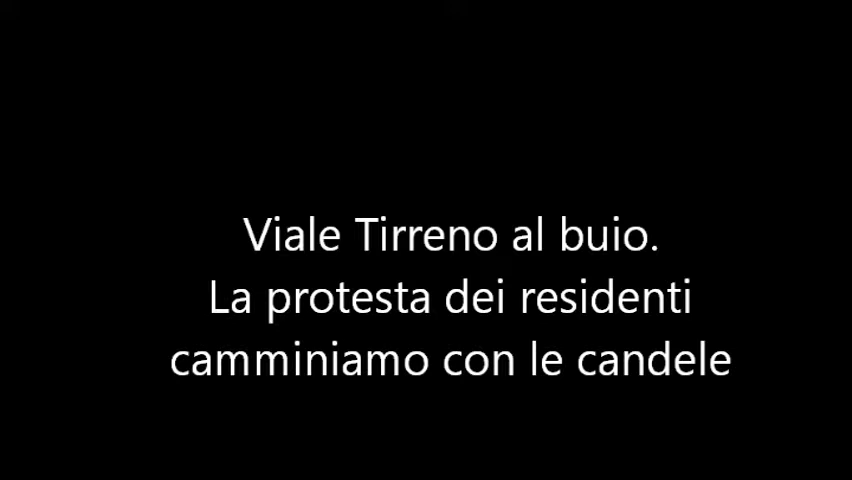 Viale Tirreno al buio.
La protesta dei residenti
camminiamo con le candele